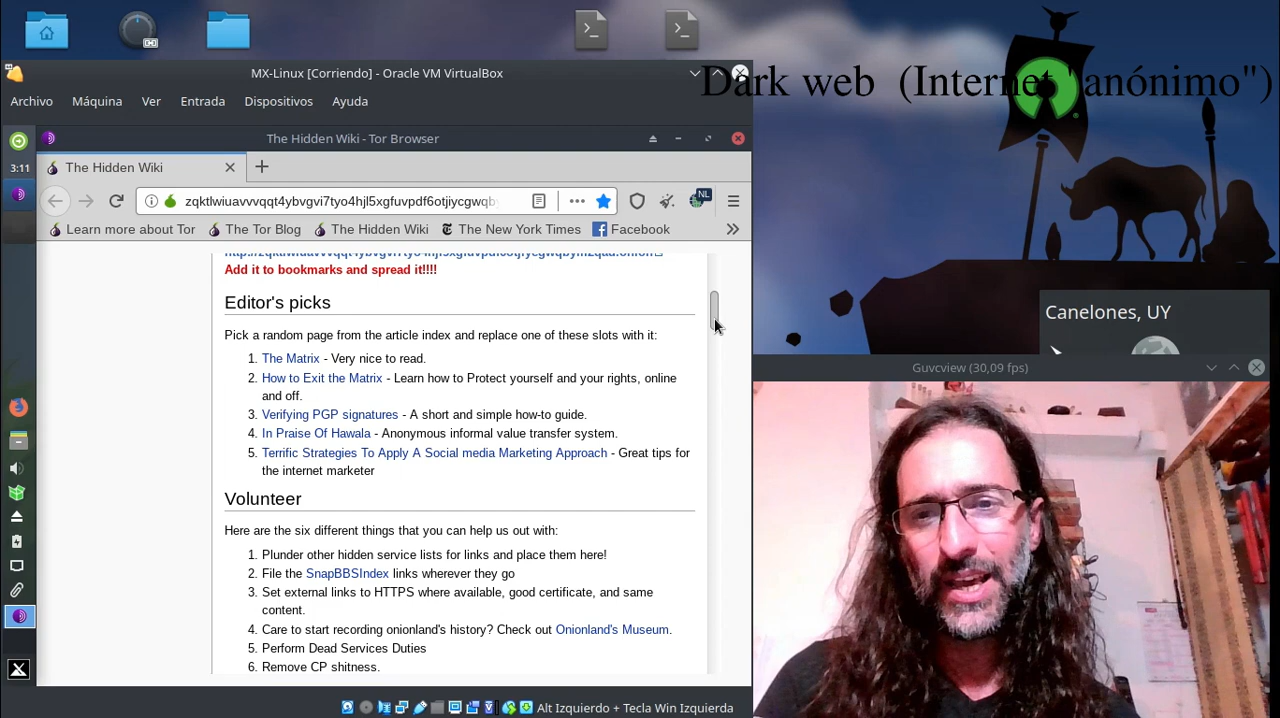 MX-Linux [Corriendo] - Oracle VM VirtualBox
Dark web (Internet "anónimo")
Archivo Máquina Ver Entrada Dispositivos Ayuda
The Hidden Wiki - Tor Browser
3:11
The Hidden Wiki
zqktlwiuavvvqqt4ybvgvi7tyo4hjl5xgfuvpdf6otjiycgwqb
NL
Learn more about Tor The Tor Blog The Hidden Wiki The New York Times Facebook
Add it to bookmarks and spread it!!!!
Editor's picks
Pick a random page from the article index and replace one of these slots with it:
1. The Matrix - Very nice to read.
2. How to Exit the Matrix - Learn how to Protect yourself and your rights, online
and off.
3. Verifying PGP signatures - A short and simple how-to guide.
4. In Praise Of Hawala - Anonymous informal value transfer system.
5. Terrific Strategies To Apply A Social media Marketing Approach - Great tips for
the internet marketer
Volunteer
Here are the six different things that you can help us out with:
1. Plunder other hidden service lists for links and place them here!
2. File the SnapBBSIndex links wherever they go
3. Set external links to HTTPS where available, good certificate, and same
content.
4. Care to start recording onionland's history? Check out Onionland's Museum.
5. Perform Dead Services Duties
6. Remove CP shitness.
Alt Izquierdo + Tecla Win Izquierda
Canelones, UY
Guvcview (30,09 fps)